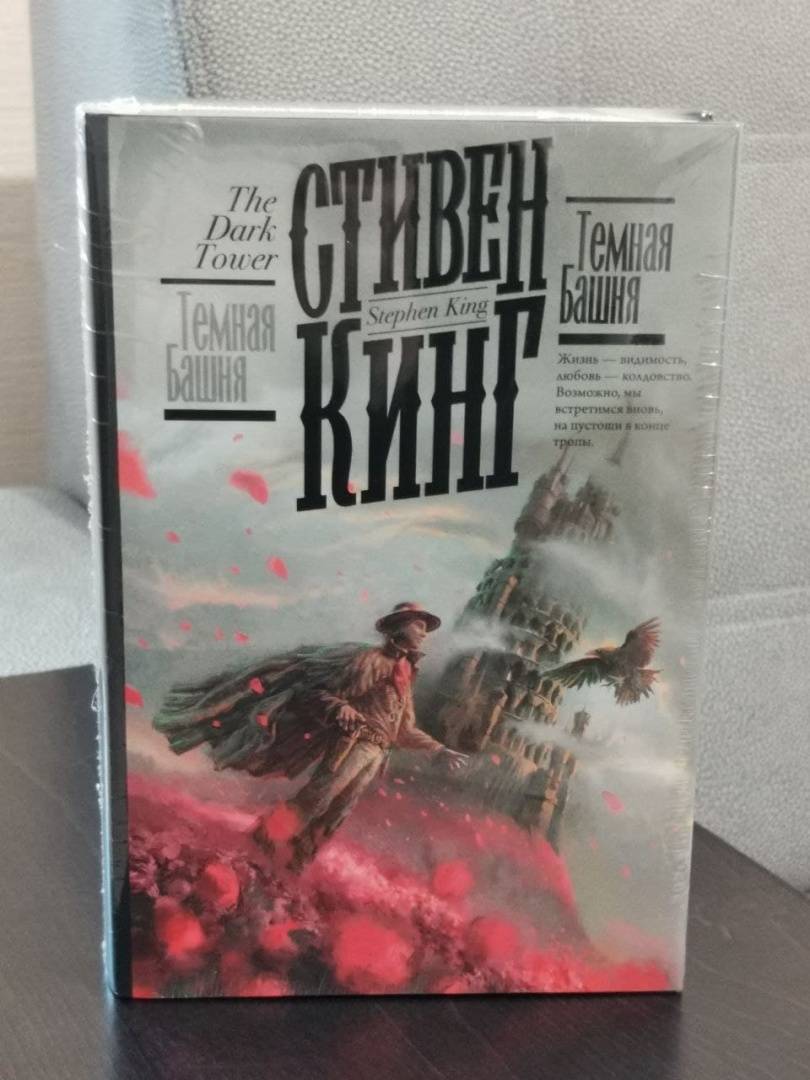 The
Dark
Tower
Темная
Башня
СТИВЕН
Stephen King
КИНГ
Темная
Башня
Жизнь — видимость,
любовь — колдовство.
Возможно, мы
встретимся вновь,
на пустоши в конце
тропы.